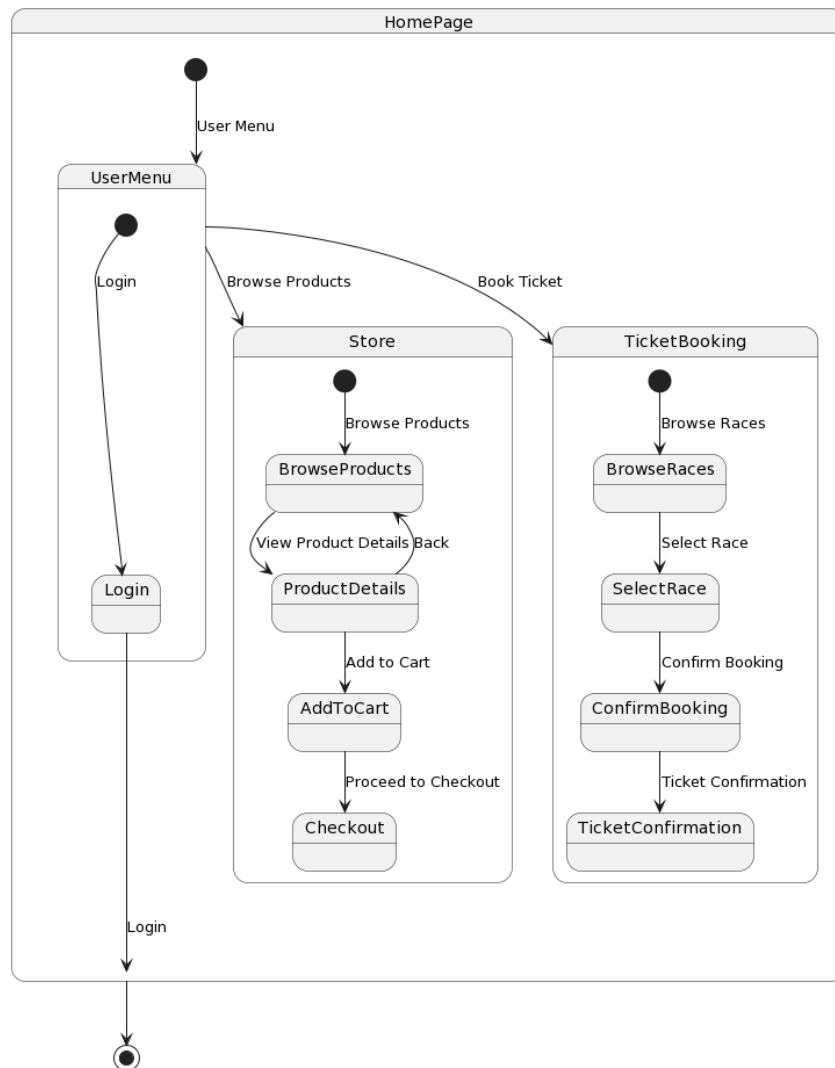 HomePage
User Menu
UserMenu
Login
Browse Products
Book Ticket
Store
TicketBooking
Browse Products
Browse Races
BrowseProducts
BrowseRaces
View Product Details
Back
Select Race
Login
ProductDetails
SelectRace
Add to Cart
Confirm Booking
AddToCart
ConfirmBooking
Proceed to Checkout
Ticket Confirmation
Checkout
TicketConfirmation
Login